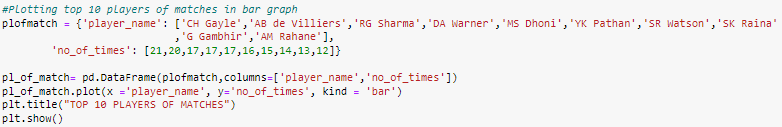 #Plotting top 10 players of matches in bar graph
plofmatch = {'player_name': ['CH Gayle','AB de Villiers','RG Sharma','DA Warner','MS Dhoni','YK Pathan','SR Watson','SK Raina'
,'G Gambhir','AM Rahane'],
'no_of_times': [21,20,17,17,17,16,15,14,13,12]}
pl_of_match= pd.DataFrame(plofmatch,columns=['player_name','no_of_times'])
pl_of_match.plot(x ='player_name', y='no_of_times', kind = 'bar')
plt.title("TOP 10 PLAYERS OF MATCHES")
plt.show()